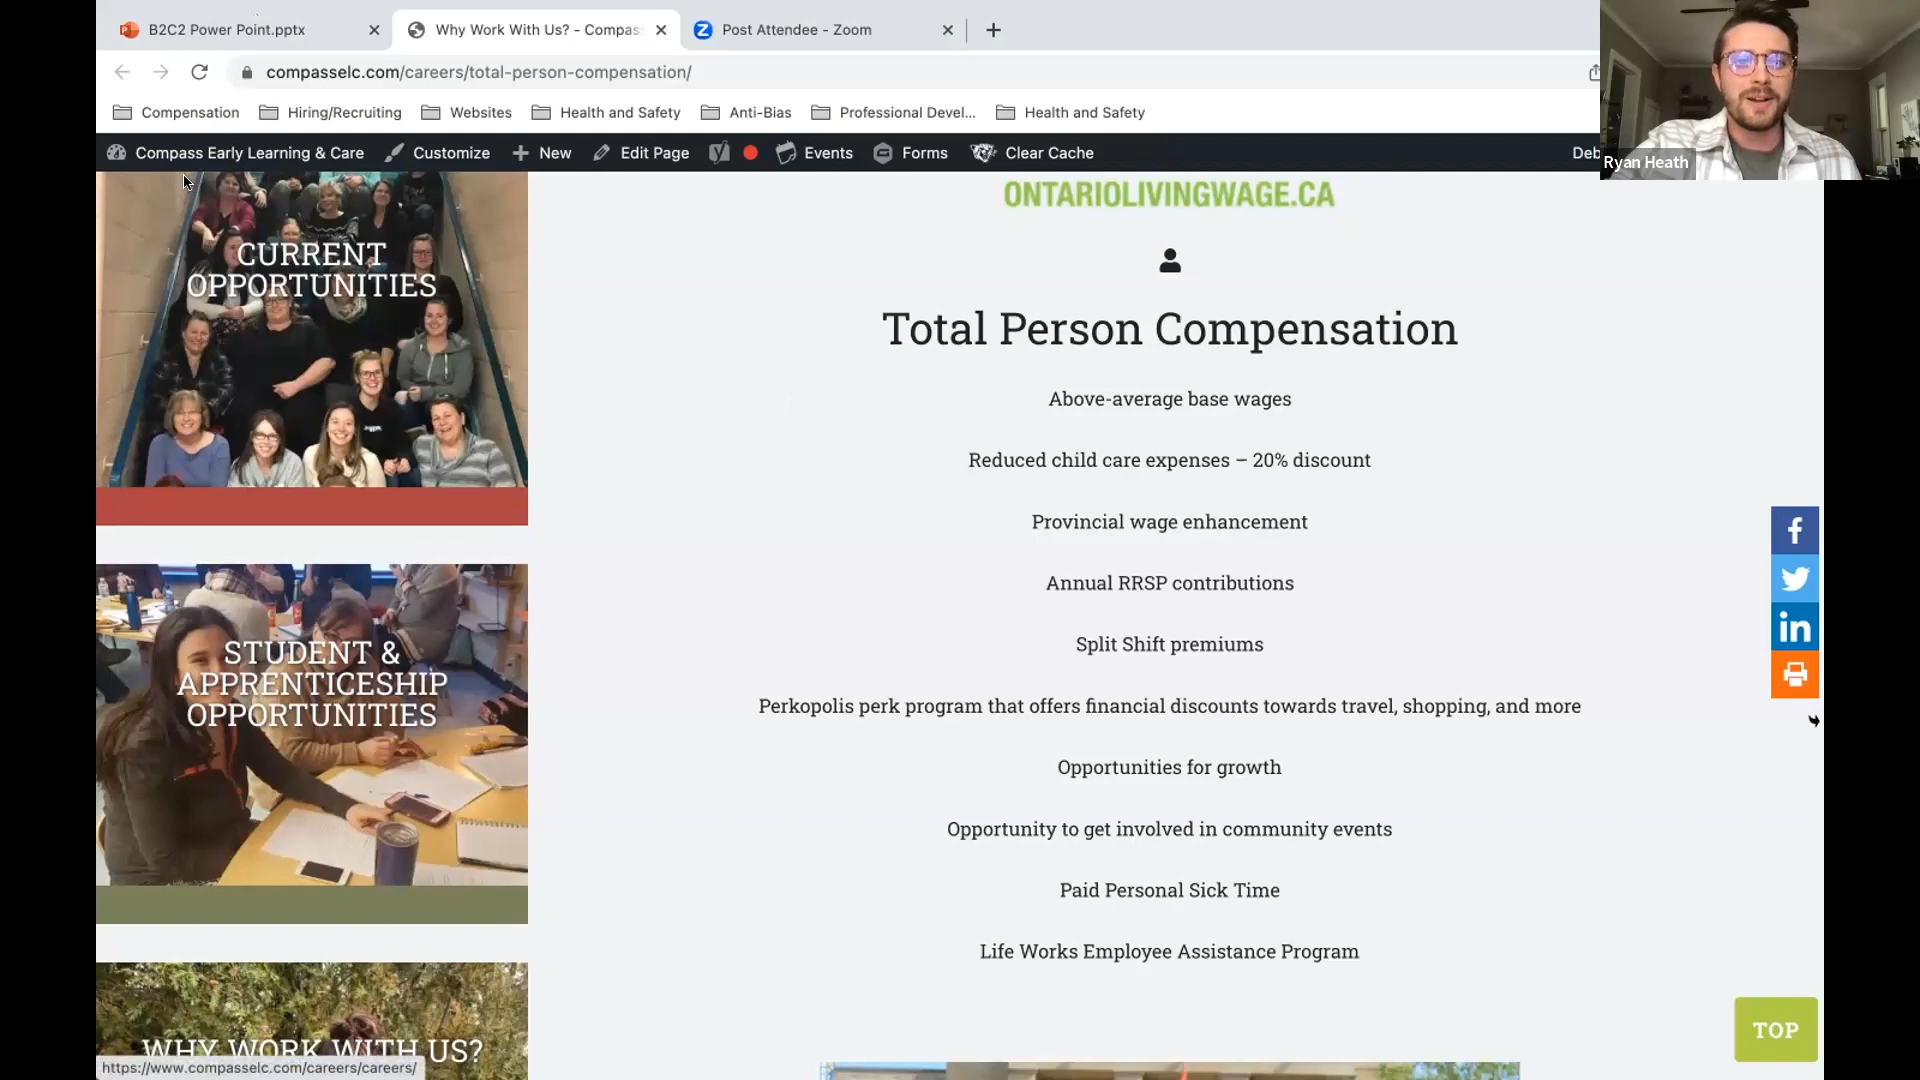 B2C2 Power Point.pptx
Why Work With Us? - Compas
Post Attendee - Zoom
compasselc.com/careers/total-person-compensation/
Compensation
Hiring/Recruiting
Websites
Health and Safety
Anti-Bias
Professional Devel...
Health and Safety
Compass Early Learning & Care
Customize
New
Edit Page
Events
Forms
Clear Cache
Deb
Ryan Heath
CURRENT
OPPORTUNITIES
STUDENT &
APPRENTICESHIP
OPPORTUNITIES
WHY WORK WITH US?
https://www.compasselc.com/careers/careers/
ONTARIOLIVINGWAGE.CA
Total Person Compensation
Above-average base wages
Reduced child care expenses – 20% discount
Provincial wage enhancement
Annual RRSP contributions
Split Shift premiums
Perkopolis perk program that offers financial discounts towards travel, shopping, and more
Opportunities for growth
Opportunity to get involved in community events
Paid Personal Sick Time
Life Works Employee Assistance Program
TOP